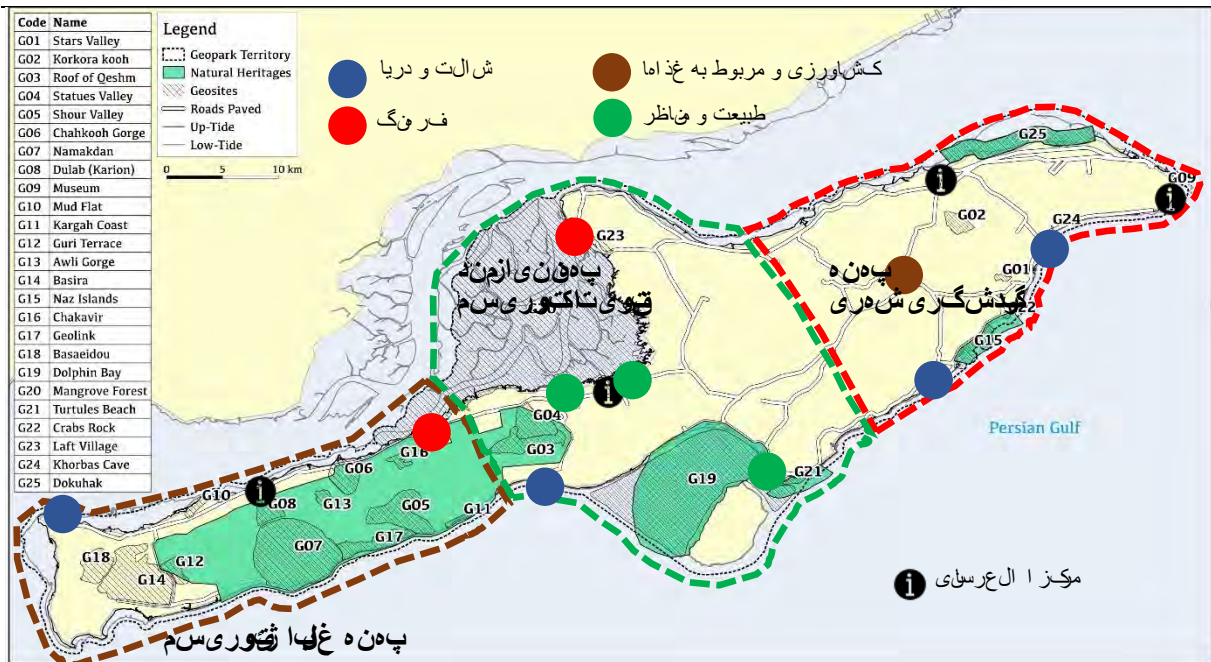 Code Name
G01 Stars Valley
G02 Korkora kooh
G03 Roof of Qeshm
G04 Statues Valley
G05 Shour Valley
G06 Chahkooh Gorge
G07 Namakdan
G08 Dulab (Karion)
G09 Museum
G10 Mud Flat
G11 Kargah Coast
G12 Guri Terrace
G13 Awli Gorge
G14 Basira
G15 Naz Islands
G16 Chakavir
G17 Geolink
G18 Basaeidou
G19 Dolphin Bay
G20 Mangrove Forest
G21 Turtules Beach
G22 Crabs Rock
G23 Laft Village
G24 Khorbas Cave
G25 Dokuhak
Legend
Geopark Territory
Natural Heritages
Geosites
Roads Paved
Up-Tide
Low-Tide
0 5 10 km
شالت و دریا
کشاورزی و مربوط به غذاها
طبیعت و مناظر
G25
G09
G02
G24
G23
G01
پهنه
G22
G15
G04
G03
G16
G06
G19
G21
G10
G08
G13
G05
G11
G17
G07
G12
G18
G14
Persian Gulf
مرکز
پهنه